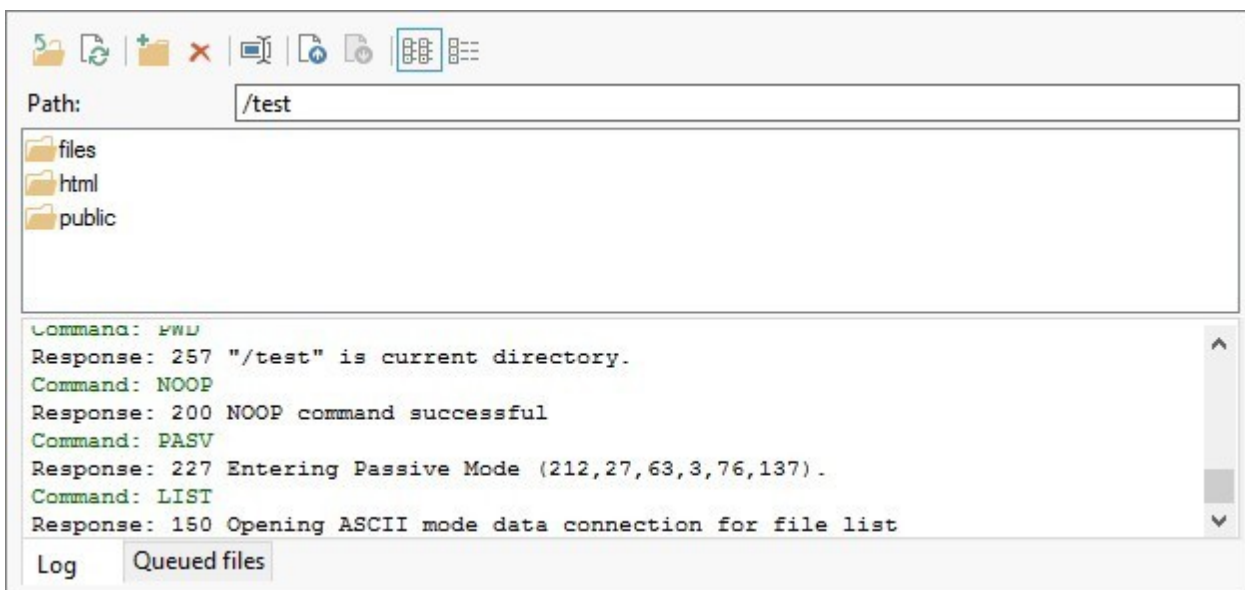 Path: /test
files
html
public
Command: PWD
Response: 257 "/test" is current directory.
Command: NOOP
Response: 200 NOOP command successful
Command: PASV
Response: 227 Entering Passive Mode (212,27,63,3,76,137).
Command: LIST
Response: 150 Opening ASCII mode data connection for file list
Log Queued files